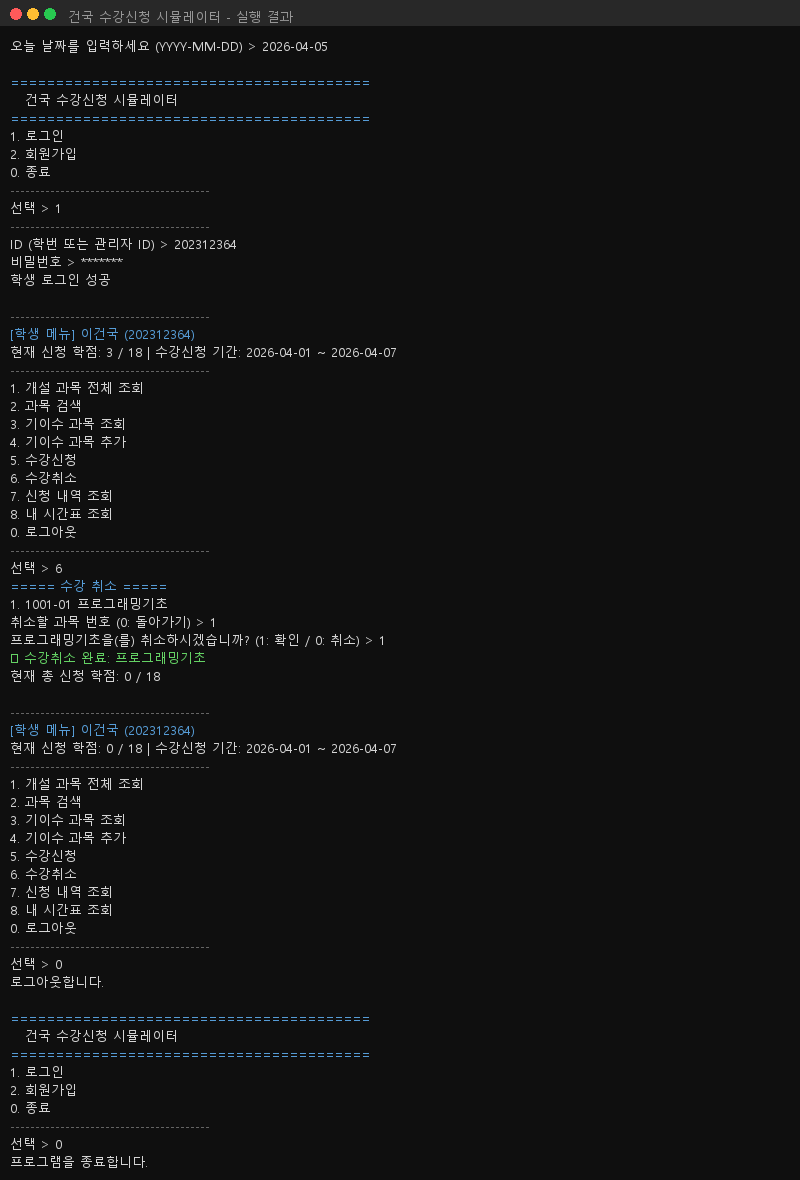 건국 수강신청 시뮬레이터 - 실행 결과
오늘 날짜를 입력하세요 (YYYY-MM-DD) > 2026-04-05
========================================
건국 수강신청 시뮬레이터
========================================
1. 로그인
2. 회원가입
0. 종료
----------------------------------------
선택 > 1
----------------------------------------
ID (학번 또는 관리자 ID) > 202312364
비밀번호 > *******
학생 로그인 성공
----------------------------------------
[학생 메뉴] 이건국 (202312364)
현재 신청 학점: 3 / 18 | 수강신청 기간: 2026-04-01 ~ 2026-04-07
----------------------------------------
1. 개설 과목 전체 조회
2. 과목 검색
3. 기이수 과목 조회
4. 기이수 과목 추가
5. 수강신청
6. 수강취소
7. 신청 내역 조회
8. 내 시간표 조회
0. 로그아웃
----------------------------------------
선택 > 6
===== 수강 취소 =====
1. 1001-01 프로그래밍기초
취소할 과목 번호 (0: 돌아가기) > 1
프로그래밍기초을(를) 취소하시겠습니까? (1: 확인 / 0: 취소) > 1
수강취소 완료: 프로그래밍기초
현재 총 신청 학점: 0 / 18
----------------------------------------
[학생 메뉴] 이건국 (202312364)
현재 신청 학점: 0 / 18 | 수강신청 기간: 2026-04-01 ~ 2026-04-07
----------------------------------------
1. 개설 과목 전체 조회
2. 과목 검색
3. 기이수 과목 조회
4. 기이수 과목 추가
5. 수강신청
6. 수강취소
7. 신청 내역 조회
8. 내 시간표 조회
0. 로그아웃
----------------------------------------
선택 > 0
로그아웃합니다.
========================================
건국 수강신청 시뮬레이터
========================================
1. 로그인
2. 회원가입
0. 종료
----------------------------------------
선택 > 0
프로그램을 종료합니다.